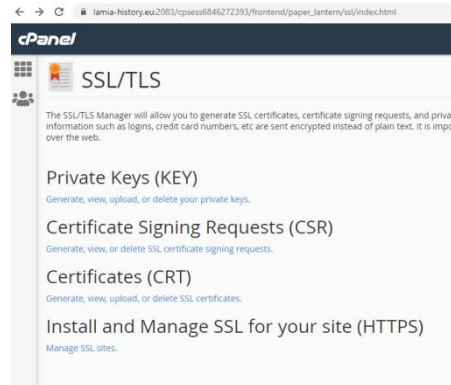 lamia-history.eu:2083/cpsess6846272393/frontend/paper_lantern/ssl/index.html
cPanel
SSL/TLS
The SSL/TLS Manager will allow you to generate SSL certificates, certificate signing requests, and priva
information such as logins, credit card numbers, etc are sent encrypted instead of plain text. It is impo
over the web.
Private Keys (KEY)
Generate, view, upload, or delete your private keys.
Certificate Signing Requests (CSR)
Generate, view, or delete SSL certificate signing requests.
Certificates (CRT)
Generate, view, upload, or delete SSL certificates.
Install and Manage SSL for your site (HTTPS)
Manage SSL sites.